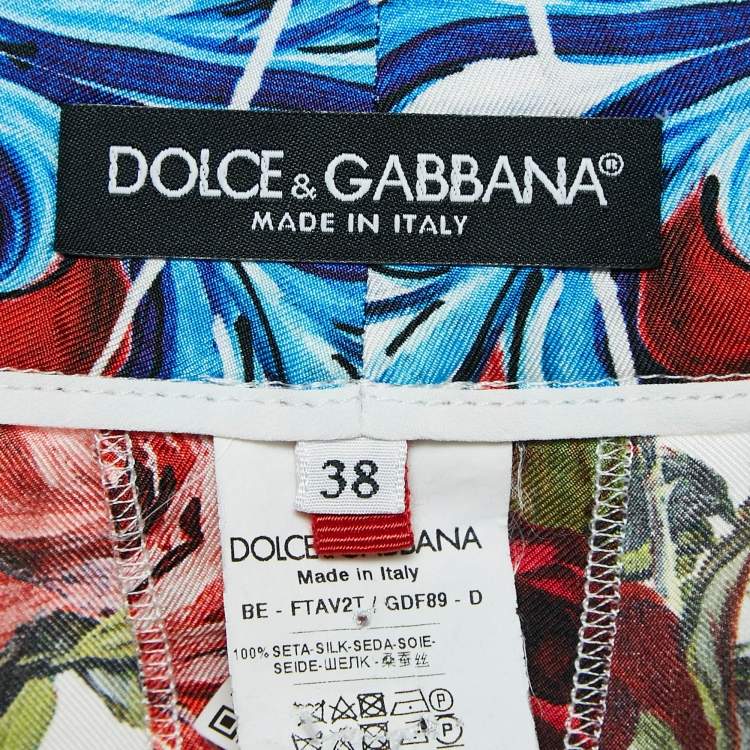 DOLCE & GABBANA®
MADE IN ITALY
38
DOLCE GABBANA
Made in Italy
BE - FTAV2T / GDF89 - D
100% SETA-SILK-SEDA-SOIE-
SEIDE-ШЕЛК-桑蚕丝
P
P